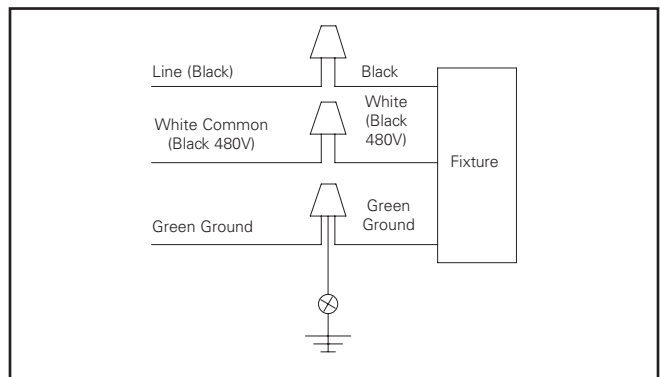 Line (Black)
Black
White Common
(Black 480V)
White
(Black
480V)
Fixture
Green Ground
Green
Ground